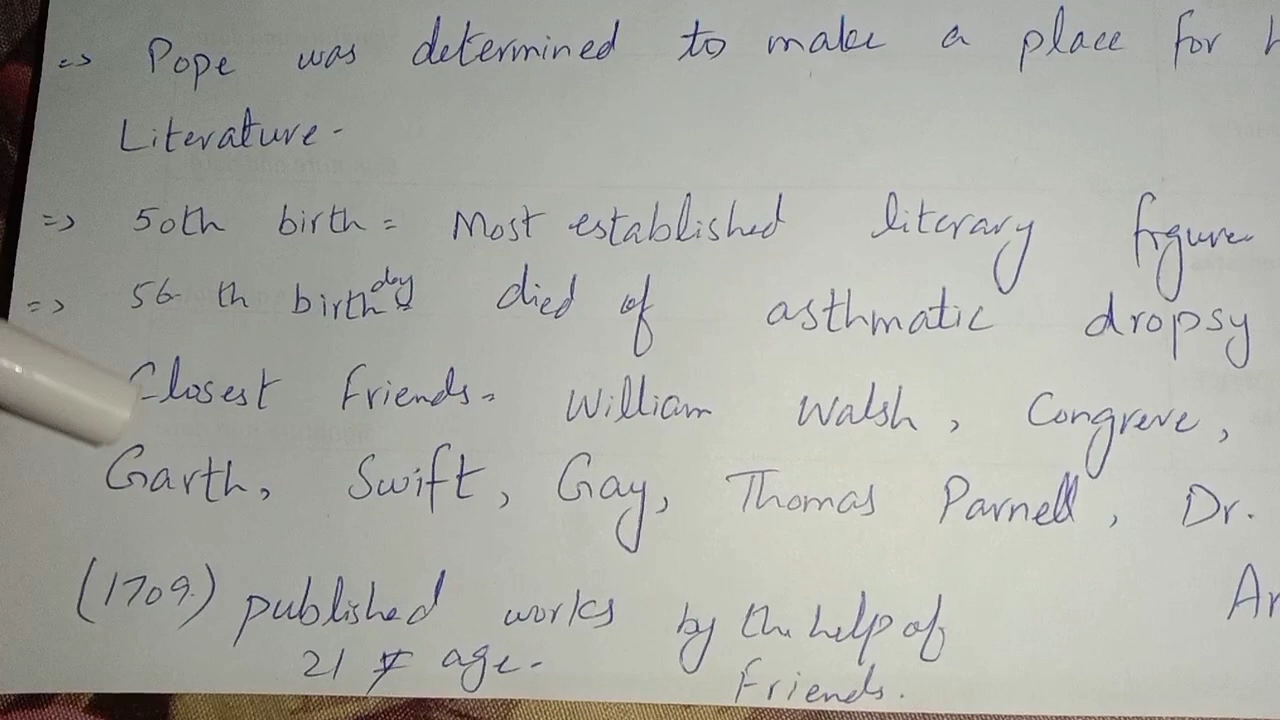 => Pope was determined to make a place for
Literature-
=> 50th birth = Most established literary figure
=> 56th birthday died of asthmatic dropsy
Closest Friends- William Walsh, Congreve,
Garth, Swift, Gay, Thomas Parnell, Dr.
Ar
(1709) published works by the help of
21 age- Friends.